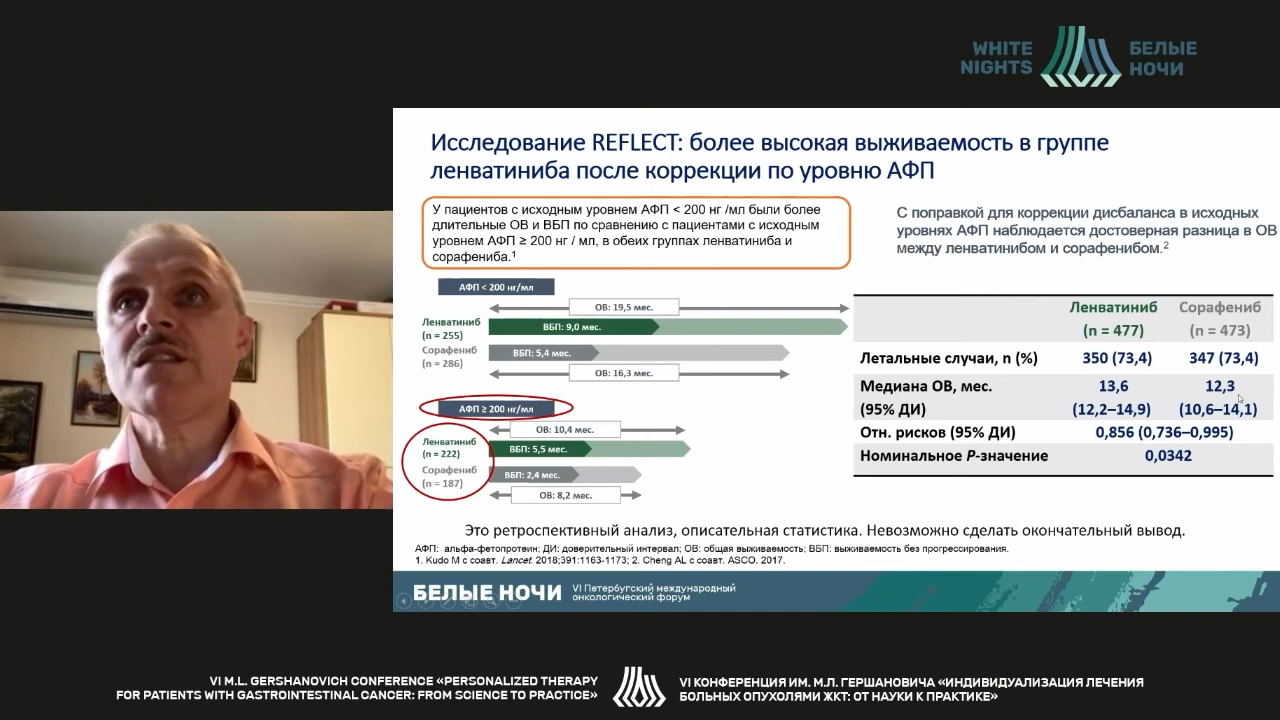 WHITE
NIGHTS
БЕЛЫЕ
НОЧИ
Исследование REFLECT: более высокая выживаемость в группе
ленватиниба после коррекции по уровню АФП
У пациентов с исходным уровнем АФП < 200 нг /мл были более
длительные ОВ и ВБП по сравнению с пациентами с исходным
уровнем АФП ≥ 200 нг / мл, в обеих группах ленватиниба и
сорафениба.¹
С поправкой для коррекции дисбаланса в исходных
уровнях АФП наблюдается достоверная разница в ОВ
между ленватинибом и сорафенибом.²
АФП < 200 нг/мл
ОВ: 19,5 мес.
Ленватиниб
(n = 255)
ВБП: 9,0 мес.
Сорафениб
(n = 286)
ВБП: 5,4 мес.
ОВ: 16,3 мес.
АФП ≥ 200 нг/мл
ОВ: 10,4 мес.
Ленватиниб
(n = 222)
ВБП: 5,5 мес.
Сорафениб
(n = 187)
ВБП: 2,4 мес.
ОВ: 8,2 мес.
Ленватиниб Сорафениб
(n = 477) (n = 473)
Летальные случаи, n (%) 350 (73,4) 347 (73,4)
Медиана ОВ, мес. 13,6 12,3
(95% ДИ) (12,2–14,9) (10,6–14,1)
Отн. рисков (95% ДИ) 0,856 (0,736–0,995)
Номинальное P-значение 0,0342
Это ретроспективный анализ, описательная статистика. Невозможно сделать окончательный вывод.
АФП: альфа-фетопротеин; ДИ: доверительный интервал; ОВ: общая выживаемость; ВБП: выживаемость без прогрессирования.
1. Kudo M с соавт. Lancet. 2018;391:1163-1173; 2. Cheng AL с соавт. ASCO. 2017.
БЕЛЫЕ НОЧИ
VI Петербургский международный
онкологический форум
VI M.L. GERSHANOVICH CONFERENCE «PERSONALIZED THERAPY
FOR PATIENTS WITH GASTROINTESTINAL CANCER: FROM SCIENCE TO PRACTICE»
VI КОНФЕРЕНЦИЯ ИМ. М.Л. ГЕРШАНОВИЧА «ИНДИВИДУАЛИЗАЦИЯ ЛЕЧЕНИЯ
БОЛЬНЫХ ОПУХОЛЯМИ ЖКТ: ОТ НАУКИ К ПРАКТИКЕ»